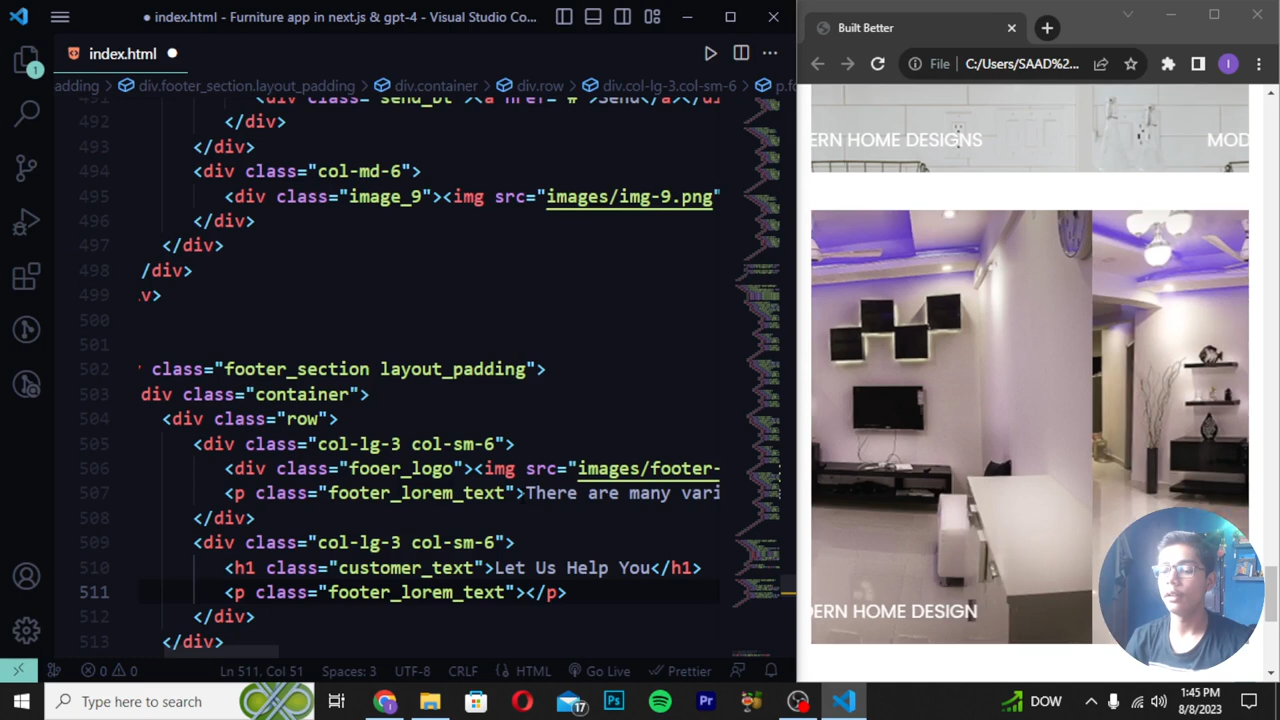 ● index.html - Furniture app in next.js & gpt-4 - Visual Studio Co...
index.html
adding > div.footer_section.layout_padding > div.container > div.row > div.col-lg-3.col-sm-6 > p.fo
492 </div>
493 </div>
494 <div class="col-md-6">
495 <div class="image_9"><img src="images/img-9.png"
496 </div>
497 </div>
498 /div>
499 v>
500
501
502 class="footer_section layout_padding">
503 div class="container">
504 <div class="row">
505 <div class="col-lg-3 col-sm-6">
506 <div class="fooer_logo"><img src="images/footer-
507 <p class="footer_lorem_text">There are many vari
508 </div>
509 <div class="col-lg-3 col-sm-6">
510 <h1 class="customer_text">Let Us Help You</h1>
511 <p class="footer_lorem_text"></p>
512 </div>
513 </div>
1
0 0 Ln 511, Col 51 Spaces: 3 UTF-8 CRLF {} HTML Go Live Prettier
Built Better
File C:/Users/SAAD%2... I
ERN HOME DESIGNS
MOD
DERN HOME DESIGN
Type here to search
17
Ps
Pr
DOW
1:45 PM
8/8/2023